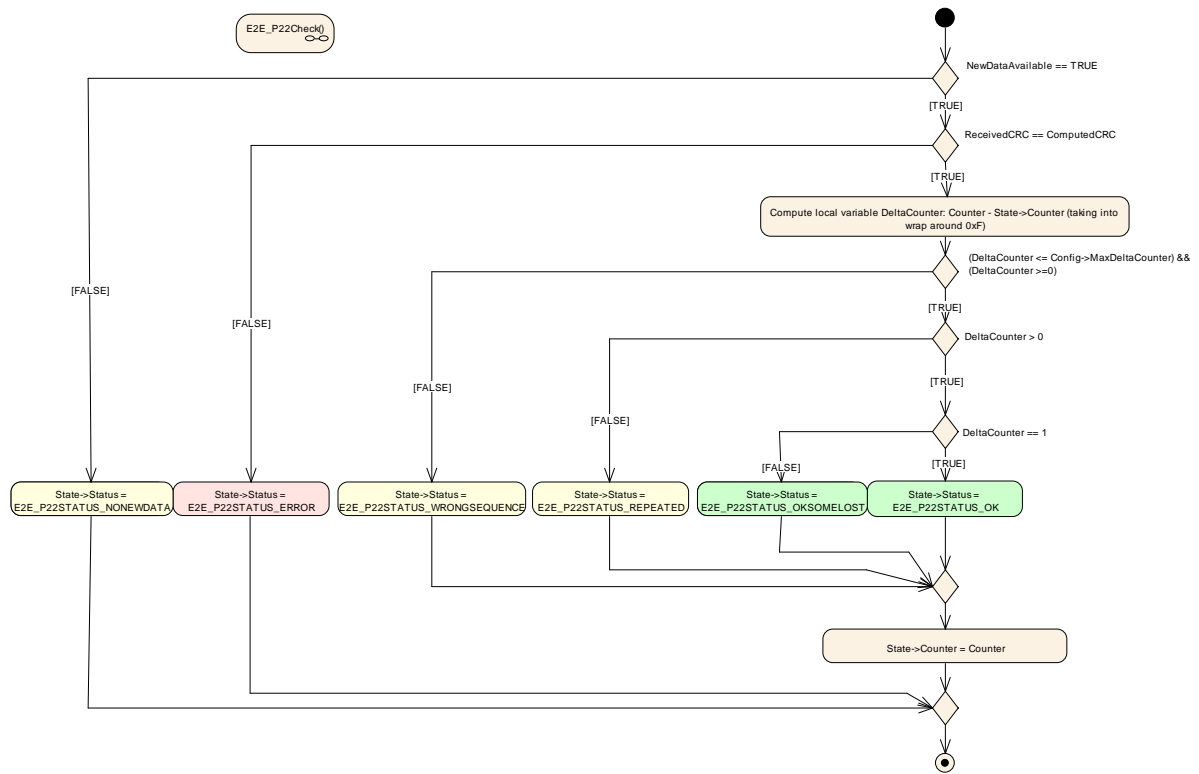 E2E_P22Check()
NewDataAvailable == TRUE
[TRUE]
ReceivedCRC == ComputedCRC
[TRUE]
Compute local variable DeltaCounter: Counter - State->Counter (taking into
wrap around 0xF)
(DeltaCounter <= Config->MaxDeltaCounter) &&
(DeltaCounter >=0)
[FALSE]
[TRUE]
[FALSE]
DeltaCounter > 0
[TRUE]
[FALSE]
[FALSE]
DeltaCounter == 1
[FALSE]
[TRUE]
State->Status =
E2E_P22STATUS_NONEWDATA
State->Status =
E2E_P22STATUS_ERROR
State->Status =
E2E_P22STATUS_WRONGSEQUENCE
State->Status =
E2E_P22STATUS_REPEATED
State->Status =
E2E_P22STATUS_OKSOMELOST
State->Status =
E2E_P22STATUS_OK
State->Counter = Counter